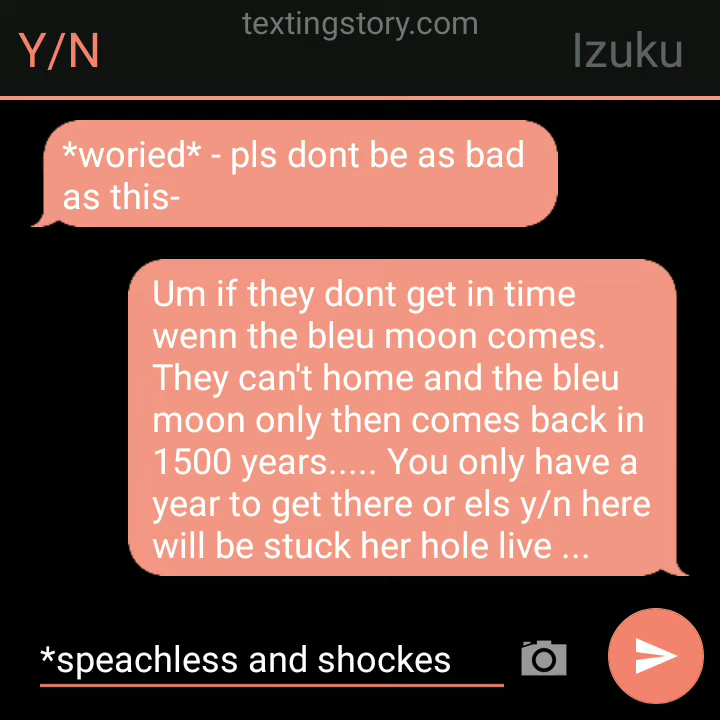 textingstory.com
Y/N
Izuku
*woried* - pls dont be as bad
as this-
Um if they dont get in time
wenn the bleu moon comes.
They can't home and the bleu
moon only then comes back in
1500 years..... You only have a
year to get there or els y/n here
will be stuck her hole live ...
*speachless and shockes